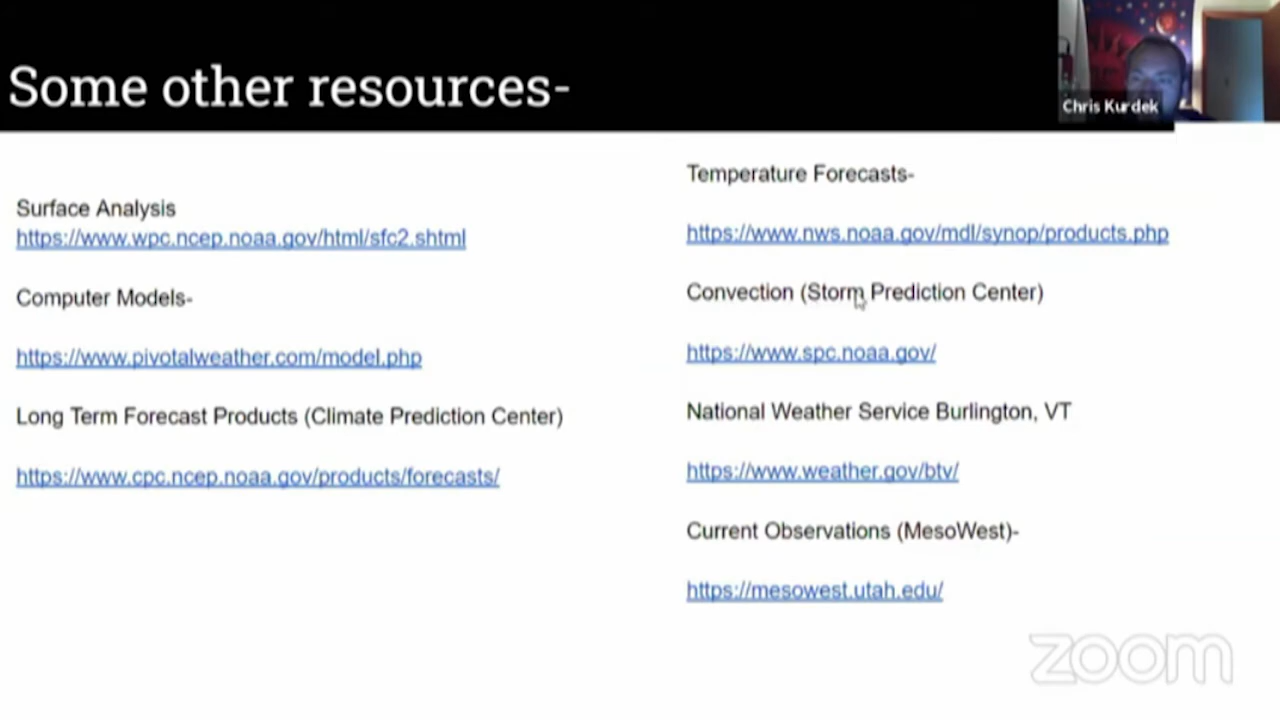 Some other resources-
Chris Kurdek
Surface Analysis
https://www.wpc.ncep.noaa.gov/html/sfc2.shtml
Computer Models-
https://www.pivotalweather.com/model.php
Long Term Forecast Products (Climate Prediction Center)
https://www.cpc.ncep.noaa.gov/products/forecasts/
Temperature Forecasts-
https://www.nws.noaa.gov/mdl/synop/products.php
Convection (Storm Prediction Center)
https://www.spc.noaa.gov/
National Weather Service Burlington, VT
https://www.weather.gov/btv/
Current Observations (MesoWest)-
https://mesowest.utah.edu/
zoom